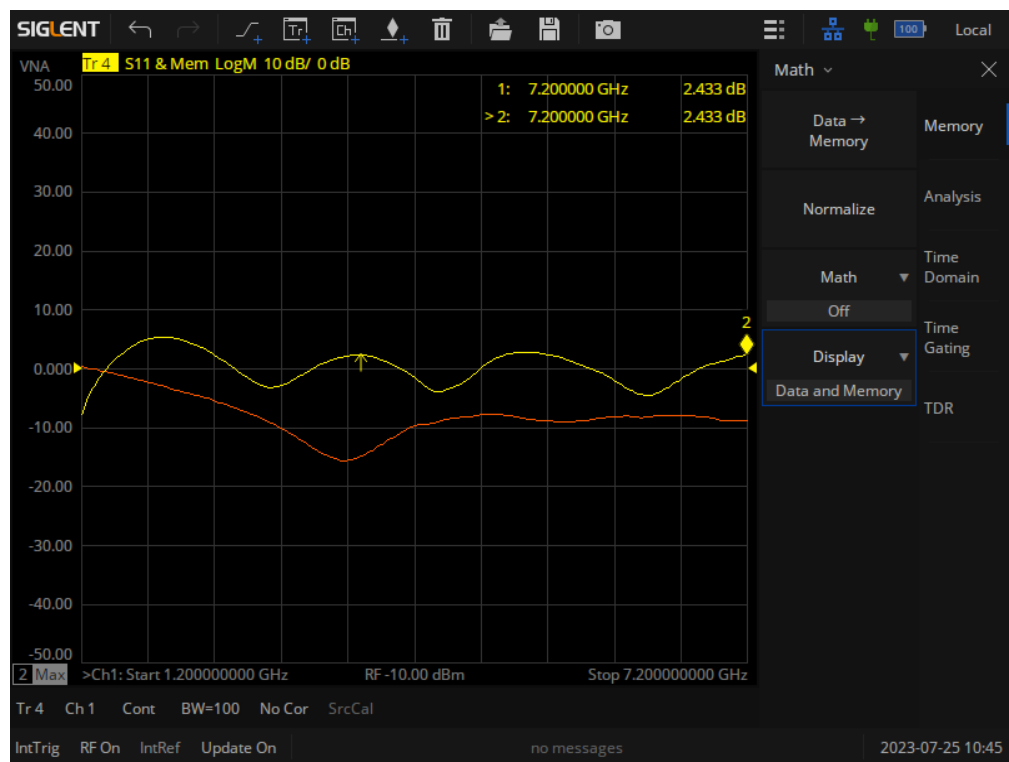 SIGLENT Tr Ch 100 Local
VNA Tr 4 S11 & Mem LogM 10 dB/ 0 dB
50.00
1: 7.200000 GHz 2.433 dB
> 2: 7.200000 GHz 2.433 dB
40.00
30.00
20.00
10.00
2
0.000
-10.00
-20.00
-30.00
-40.00
-50.00
2 Max >Ch1: Start 1.200000000 GHz RF -10.00 dBm Stop 7.200000000 GHz
Math
Data →
Memory
Normalize
Math
Off
Display
Data and Memory
Memory
Analysis
Time
Domain
Time
Gating
TDR
Tr 4 Ch 1 Cont BW=100 No Cor SrcCal
IntTrig RF On IntRef Update On no messages 2023-07-25 10:45